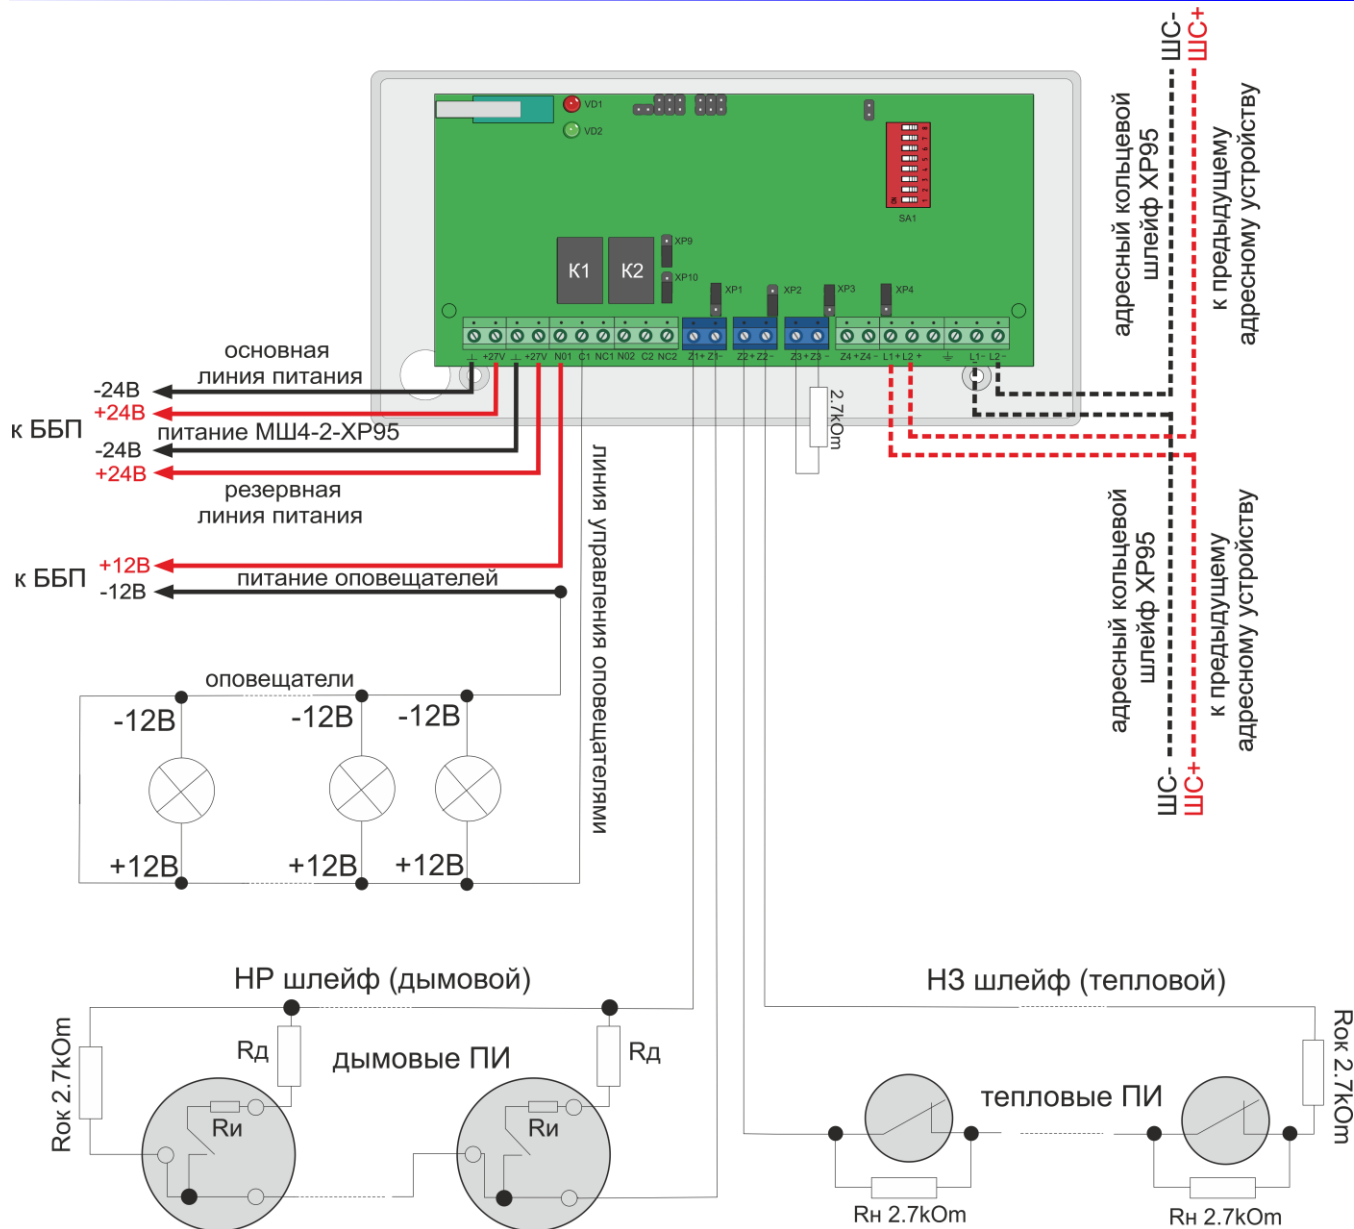 ШС-
ШС+
адресный кольцевой
шлейф ХР95
к предыдущему
адресному устройству
VD1
VD2
SA1
K1
K2
XP9
XP10
XP1
XP2
XP3
XP4
⊥ +27V ⊥ +27V N01 C1 NC1 N02 C2 NC2 Z1+ Z1- Z2+ Z2- Z3+ Z3- Z4+ Z4- L1+ L2+ L1- L2-
основная
линия питания
-24В
+24В
к ББП
питание МШ4-2-ХР95
-24В
+24В
резервная
линия питания
+12В
к ББП
-12В
питание оповещателей
линия управления оповещателями
2.7kOm
адресный кольцевой
шлейф ХР95
к предыдущему
адресному устройству
ШС-
ШС+
оповещатели
-12В
-12В
-12В
+12В
+12В
+12В
НР шлейф (дымовой)
Rок 2.7kOm
Rд
дымовые ПИ
Rд
Rи
Rи
НЗ шлейф (тепловой)
тепловые ПИ
Rок 2.7kOm
Rн 2.7kOm
Rн 2.7kOm